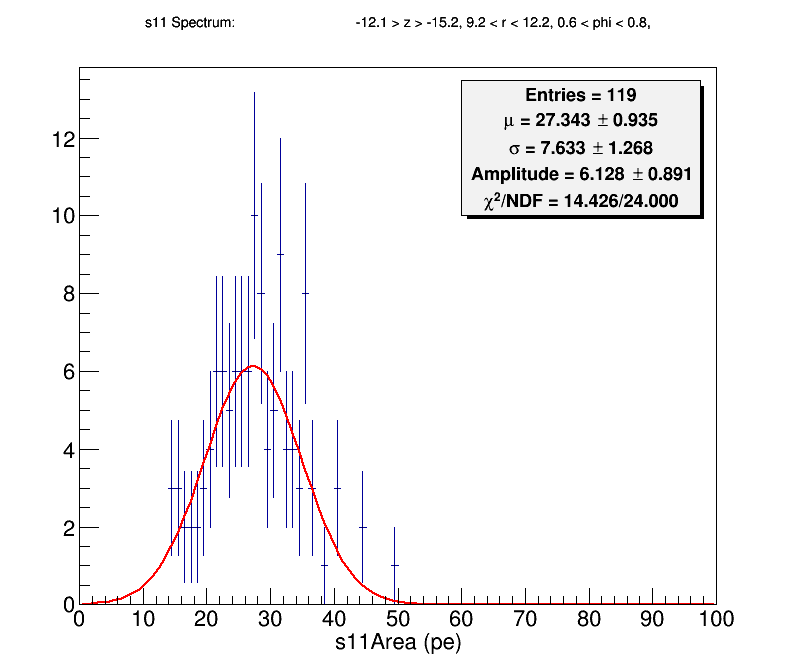 s11 Spectrum: -12.1 > z > -15.2, 9.2 < r < 12.2, 0.6 < phi < 0.8,
Entries = 119
μ = 27.343 ± 0.935
σ = 7.633 ± 1.268
Amplitude = 6.128 ± 0.891
χ²/NDF = 14.426/24.000
12
10
8
6
4
2
0
0 10 20 30 40 50 60 70 80 90 100
s11Area (pe)